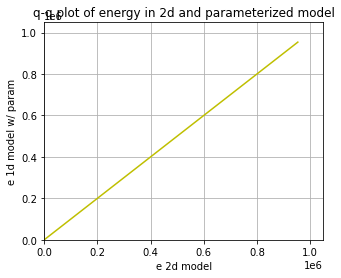 q-q plot of energy in 2d and parameterized model
1e6
1.0
0.8
0.6
0.4
0.2
0.0
e 1d model w/ param
0.0 0.2 0.4 0.6 0.8 1.0
1e6
e 2d model